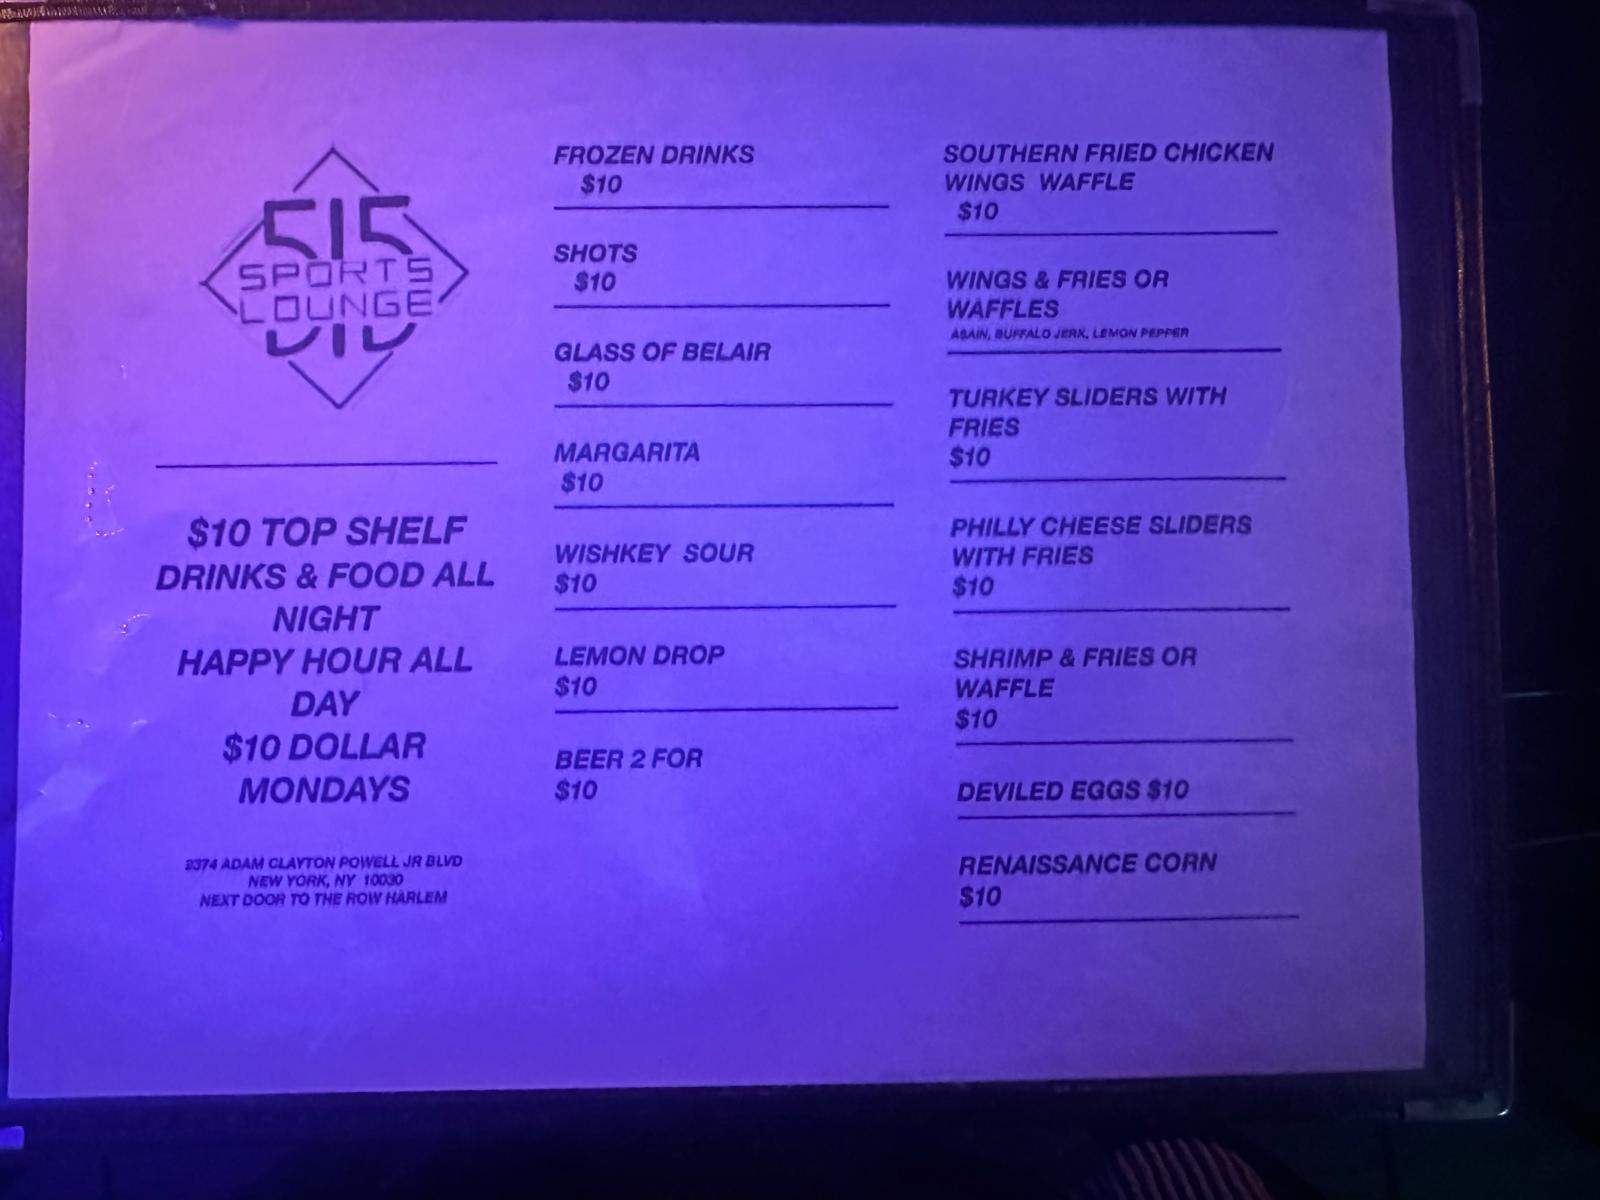 515
SPORTS
LOUNGE
$10 TOP SHELF
DRINKS & FOOD ALL
NIGHT
HAPPY HOUR ALL
DAY
$10 DOLLAR
MONDAYS
2374 ADAM CLAYTON POWELL JR BLVD
NEW YORK, NY 10030
NEXT DOOR TO THE ROW HARLEM
FROZEN DRINKS
$10
SHOTS
$10
GLASS OF BELAIR
$10
MARGARITA
$10
WISHKEY SOUR
$10
LEMON DROP
$10
BEER 2 FOR
$10
SOUTHERN FRIED CHICKEN
WINGS WAFFLE
$10
WINGS & FRIES OR
WAFFLES
ASAIN, BUFFALO JERK, LEMON PEPPER
TURKEY SLIDERS WITH
FRIES
$10
PHILLY CHEESE SLIDERS
WITH FRIES
$10
SHRIMP & FRIES OR
WAFFLE
$10
DEVILED EGGS $10
RENAISSANCE CORN
$10